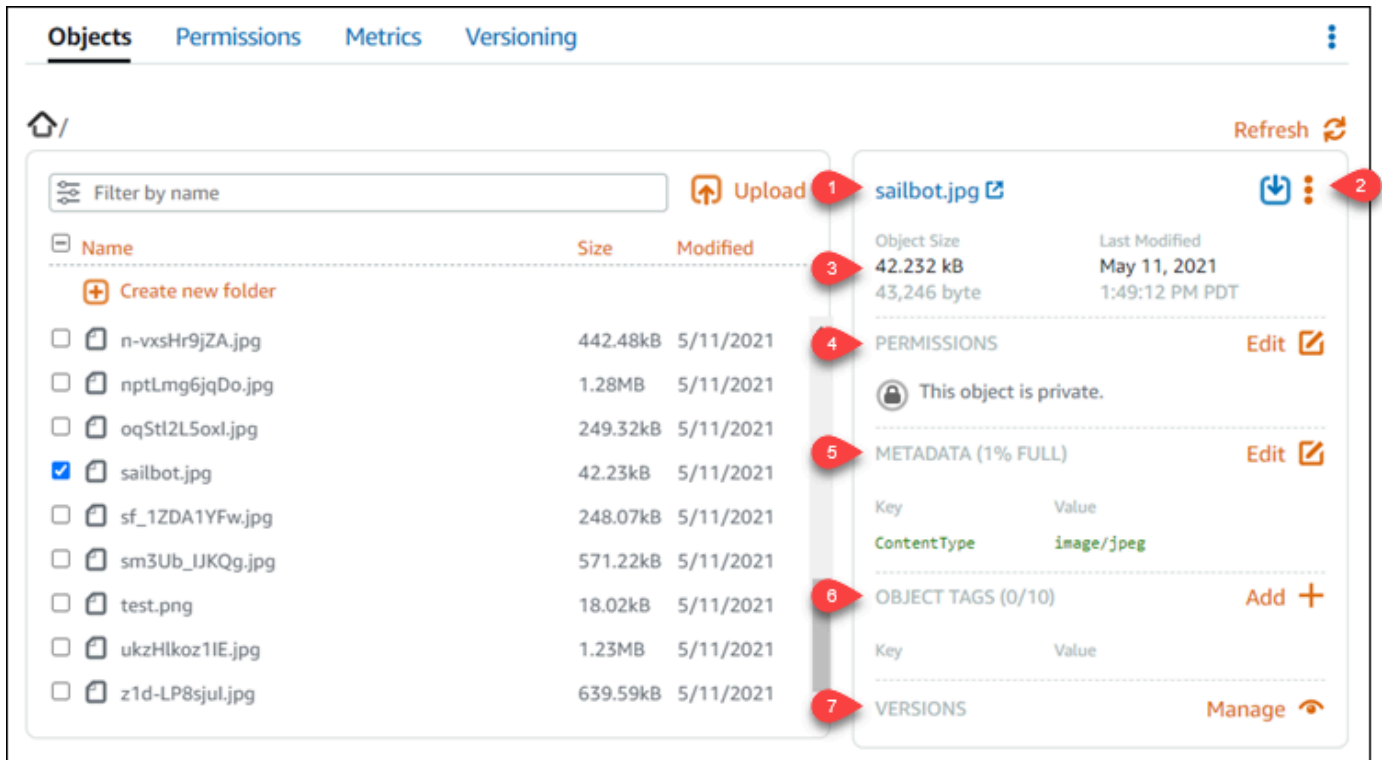 Objects Permissions Metrics Versioning
/
Refresh
Filter by name
Upload
Name Size Modified
Create new folder
n-vxsHr9jZA.jpg 442.48kB 5/11/2021
nptLmg6jqDo.jpg 1.28MB 5/11/2021
oqStl2L5oxI.jpg 249.32kB 5/11/2021
sailbot.jpg 42.23kB 5/11/2021
sf_1ZDA1YFw.jpg 248.07kB 5/11/2021
sm3Ub_IJKQg.jpg 571.22kB 5/11/2021
test.png 18.02kB 5/11/2021
ukzHlkoz1IE.jpg 1.23MB 5/11/2021
z1d-LP8sjuI.jpg 639.59kB 5/11/2021
1 sailbot.jpg 2
Object Size Last Modified
3 42.232 kB May 11, 2021
43,246 byte 1:49:12 PM PDT
4 PERMISSIONS Edit
This object is private.
5 METADATA (1% FULL) Edit
Key Value
ContentType image/jpeg
6 OBJECT TAGS (0/10) Add
Key Value
7 VERSIONS Manage